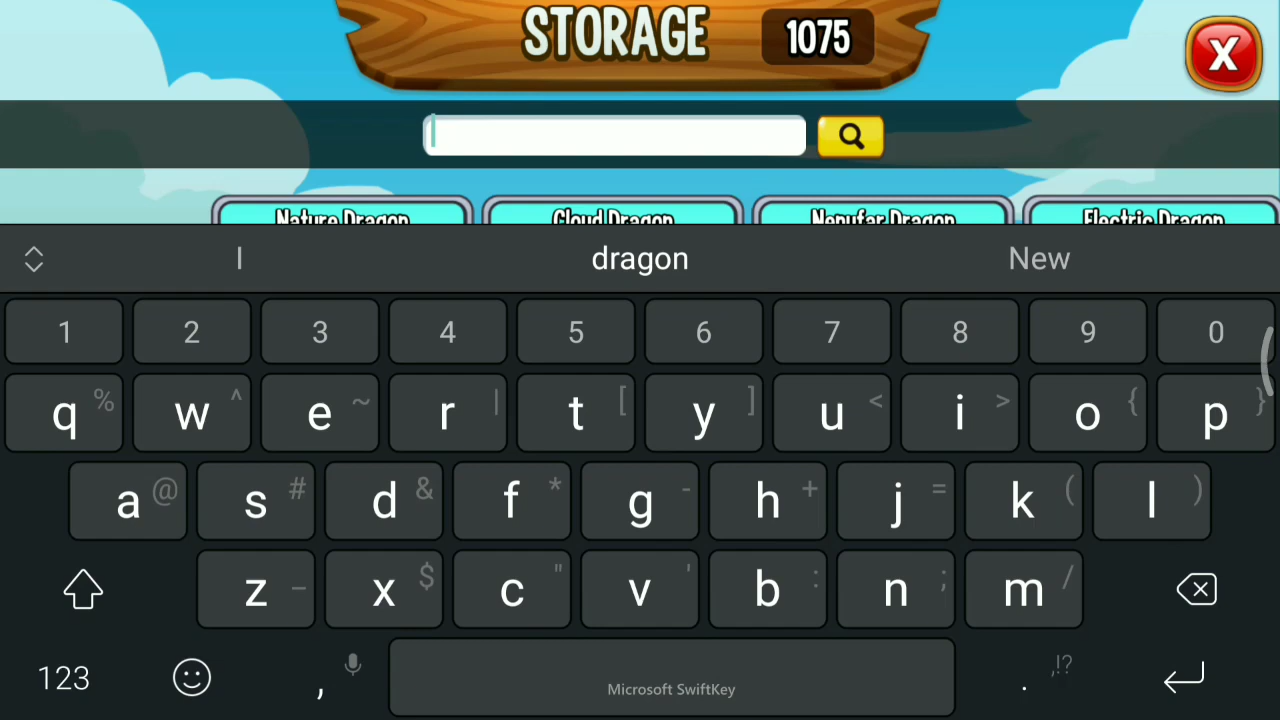 STORAGE 1075
X
Nature Dragon Cloud Dragon Nenufar Dragon Electric Dragon
I dragon New
1 2 3 4 5 6 7 8 9 0
q % w ^ e ~ r | t [ y ] u < i > o { p }
a @ s # d & f * g - h + j = k ( l )
z _ x $ c " v ' b : n ; m /
123 , Microsoft SwiftKey . ,!?